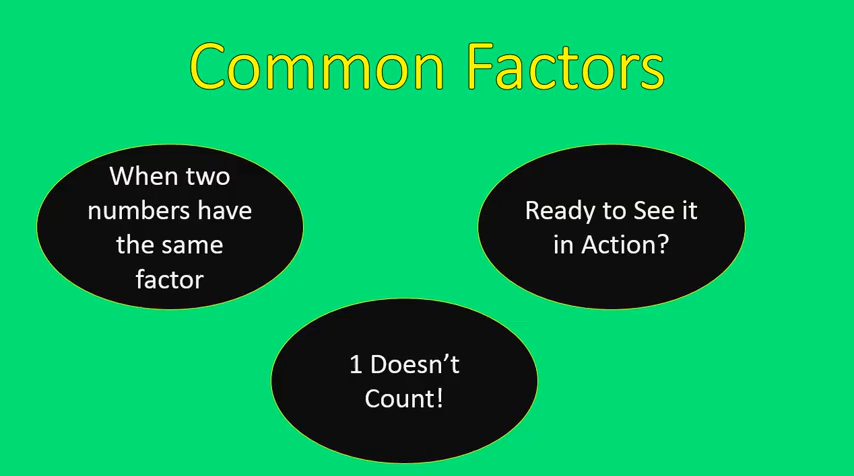 Common Factors
When two
numbers have
the same
factor
Ready to See it
in Action?
1 Doesn’t
Count!